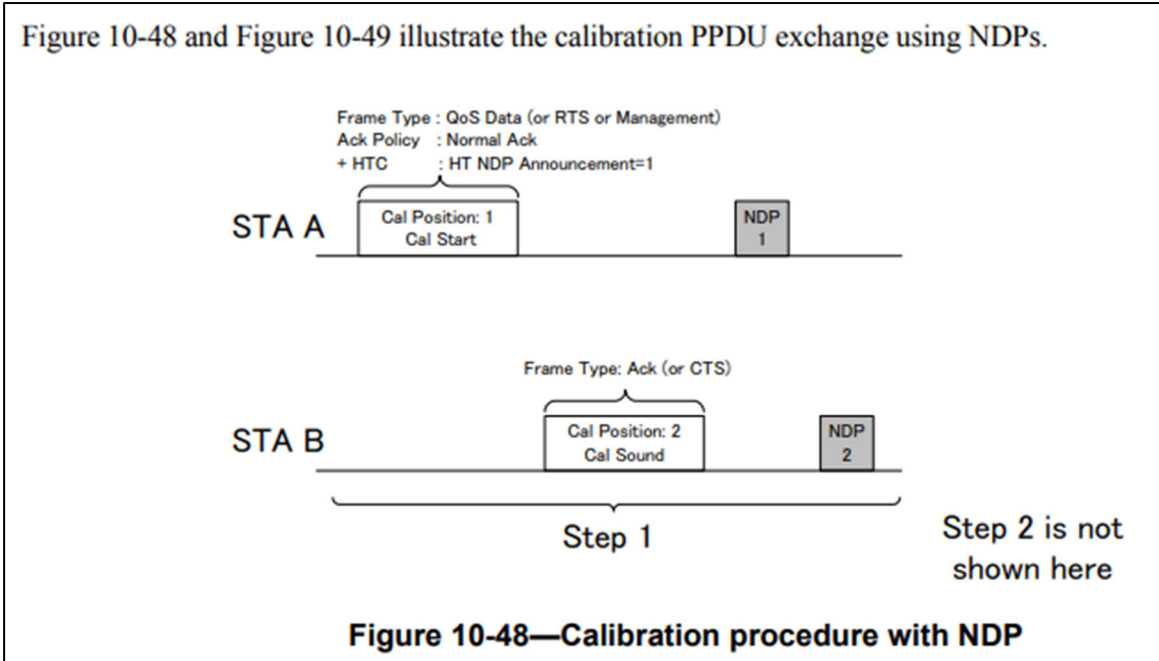 Figure 10-48 and Figure 10-49 illustrate the calibration PPDU exchange using NDPs.
Frame Type : QoS Data (or RTS or Management)
Ack Policy : Normal Ack
+ HTC : HT NDP Announcement=1
STA A
Cal Position: 1
Cal Start
NDP
1
Frame Type: Ack (or CTS)
STA B
Cal Position: 2
Cal Sound
NDP
2
Step 1
Step 2 is not
shown here
Figure 10-48—Calibration procedure with NDP